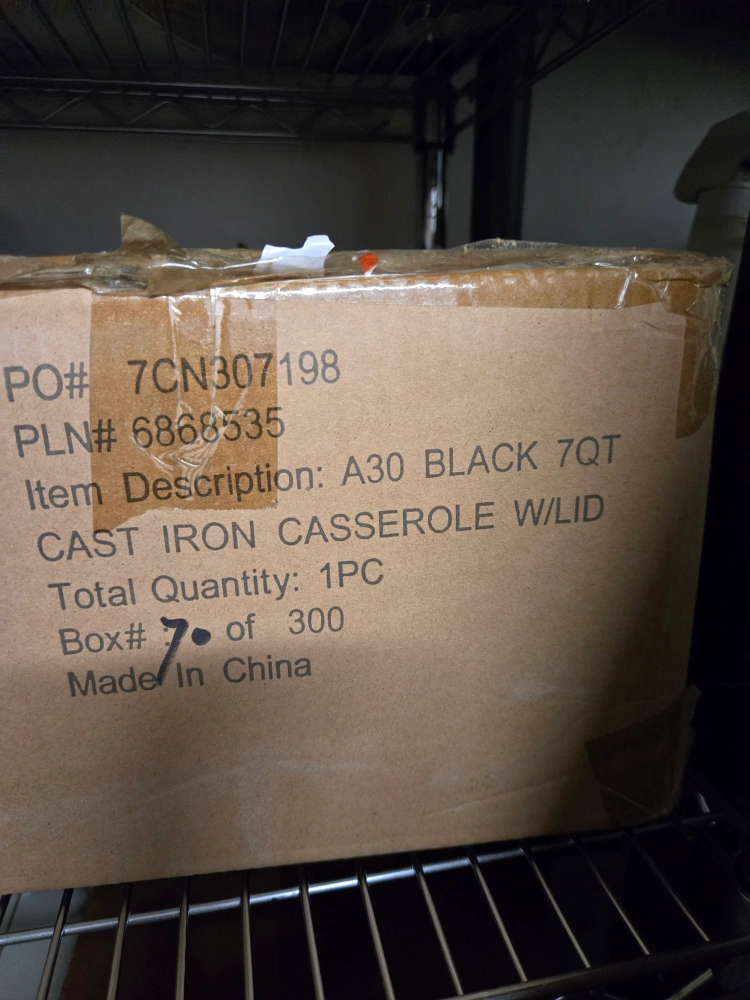 PO# 7CN307198
PLN# 6868535
Item Description: A30 BLACK 7QT
CAST IRON CASSEROLE W/LID
Total Quantity: 1PC
Box# : 70 of 300
Made In China